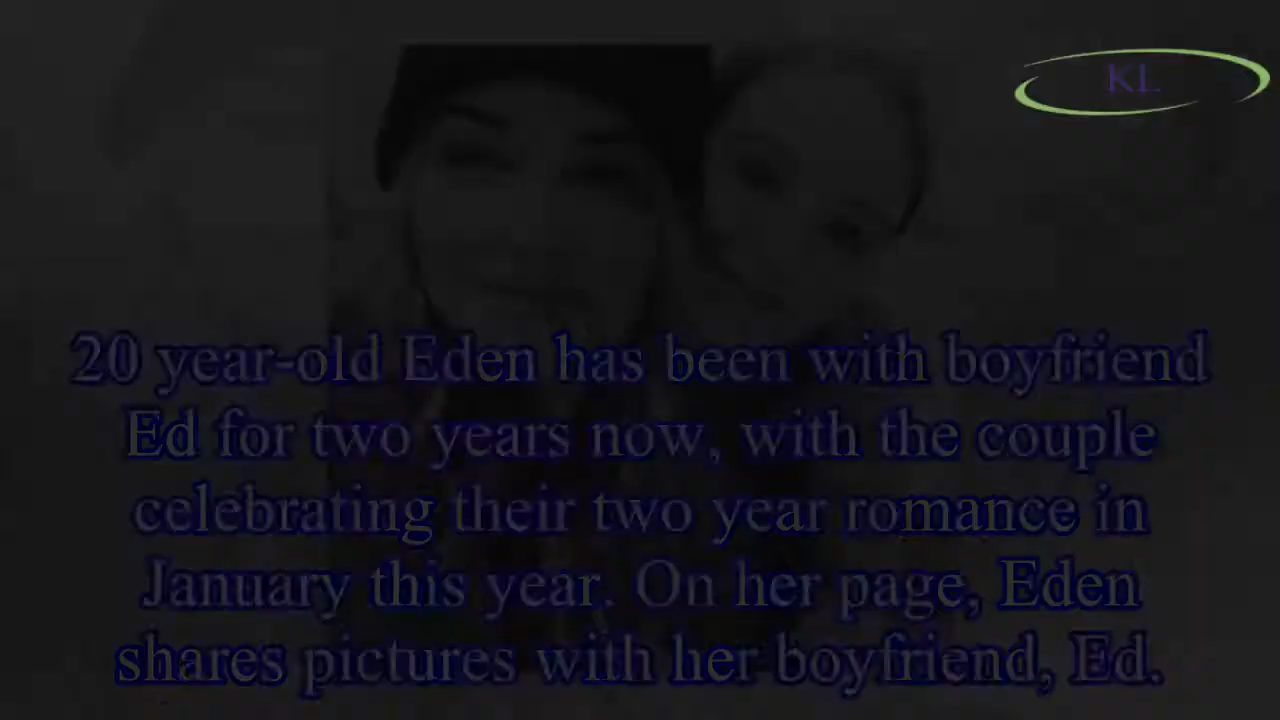 KL
20 year-old Eden has been with boyfriend
Ed for two years now, with the couple
celebrating their two year romance in
January this year. On her page, Eden
shares pictures with her boyfriend, Ed.